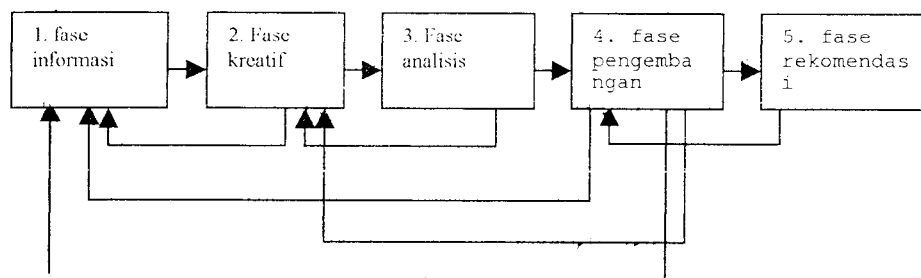 1. fase
informasi
2. Fase
kreatif
3. Fase
analisis
4. fase
pengemba
ngan
5. fase
rekomendas
i